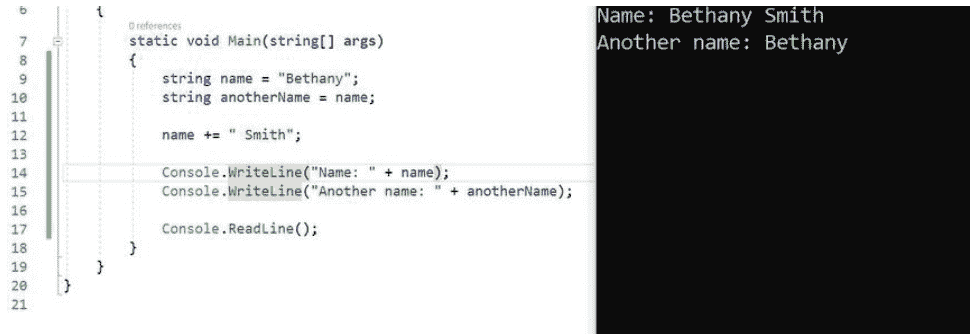 6 {
0 references
7 static void Main(string[] args)
8 {
9 string name = "Bethany";
10 string anotherName = name;
11
12 name += " Smith";
13
14 Console.WriteLine("Name: " + name);
15 Console.WriteLine("Another name: " + anotherName);
16
17 Console.ReadLine();
18 }
19 }
20 }
21
Name: Bethany Smith
Another name: Bethany